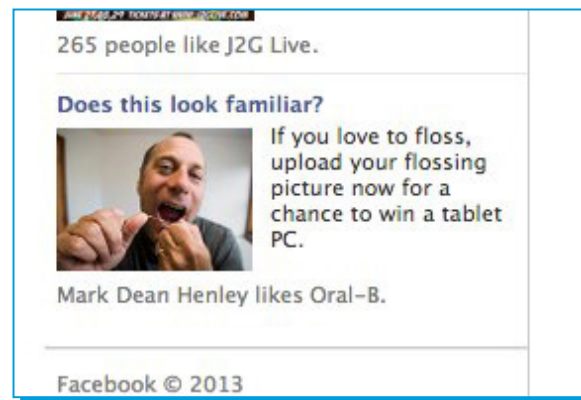 265 people like J2G Live.
Does this look familiar?
If you love to floss,
upload your flossing
picture now for a
chance to win a tablet
PC.
Mark Dean Henley likes Oral-B.
Facebook © 2013